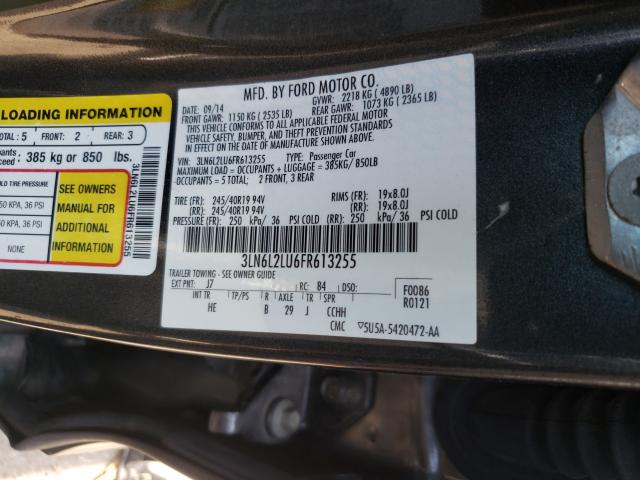 LOADING INFORMATION
TOTAL: 5 FRONT: 2 REAR: 3
385 kg or 850 lbs.
COLD TIRE PRESSURE
KPA, 36 PSI
KPA, 36 PSI
NONE
SEE OWNERS
MANUAL FOR
ADDITIONAL
INFORMATION
3LN6L2LU6FR613255
MFD. BY FORD MOTOR CO.
DATE: 09/14 GVWR: 2218 KG ( 4890 LB)
FRONT GAWR: 1150 KG ( 2535 LB) REAR GAWR: 1073 KG ( 2365 LB)
THIS VEHICLE CONFORMS TO ALL APPLICABLE FEDERAL MOTOR
VEHICLE SAFETY, BUMPER, AND THEFT PREVENTION STANDARDS
IN EFFECT ON THE DATE OF MANUFACTURE SHOWN ABOVE.
VIN: 3LN6L2LU6FR613255 TYPE: Passenger Car
MAXIMUM LOAD = OCCUPANTS + LUGGAGE = 385KG/ 850LB
OCCUPANTS = 5 TOTAL: 2 FRONT, 3 REAR
TIRE (FR): 245/40R19 94V RIMS (FR): 19x8.0J
(RR): 245/40R19 94V (RR): 19x8.0J
PRESSURE (FR): 250 kPa/ 36 PSI COLD (RR): 250 kPa/ 36 PSI COLD
3LN6L2LU6FR613255
TRAILER TOWING - SEE OWNER GUIDE
EXT PNT: J7 RC: 84 DSO: F0086
INT TR TP/PS R AXLE TR SPR R0121
HE B 29 J CCHH
CMC 5U5A-5420472-AA